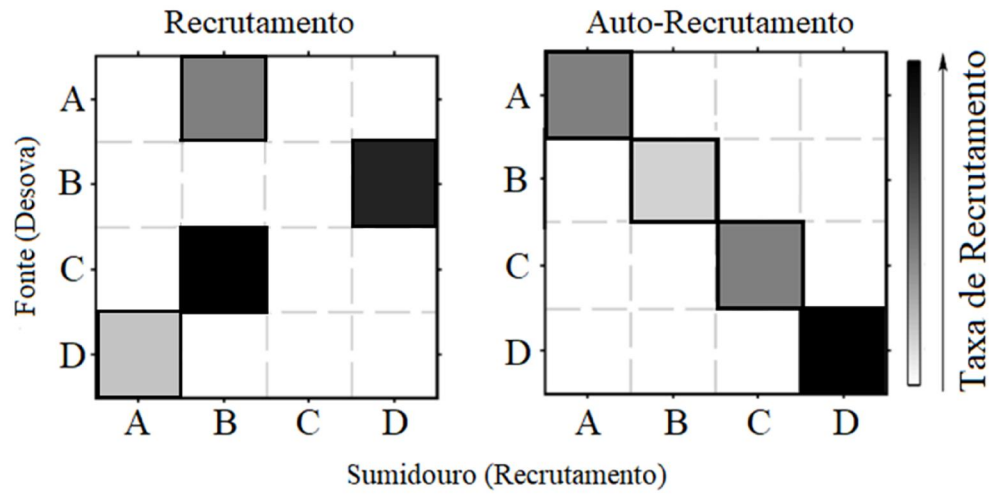 Recrutamento
Auto-Recrutamento
Fonte (Desova)
A
B
C
D
A B C D
A
B
C
D
A B C D
Taxa de Recrutamento
Sumidouro (Recrutamento)